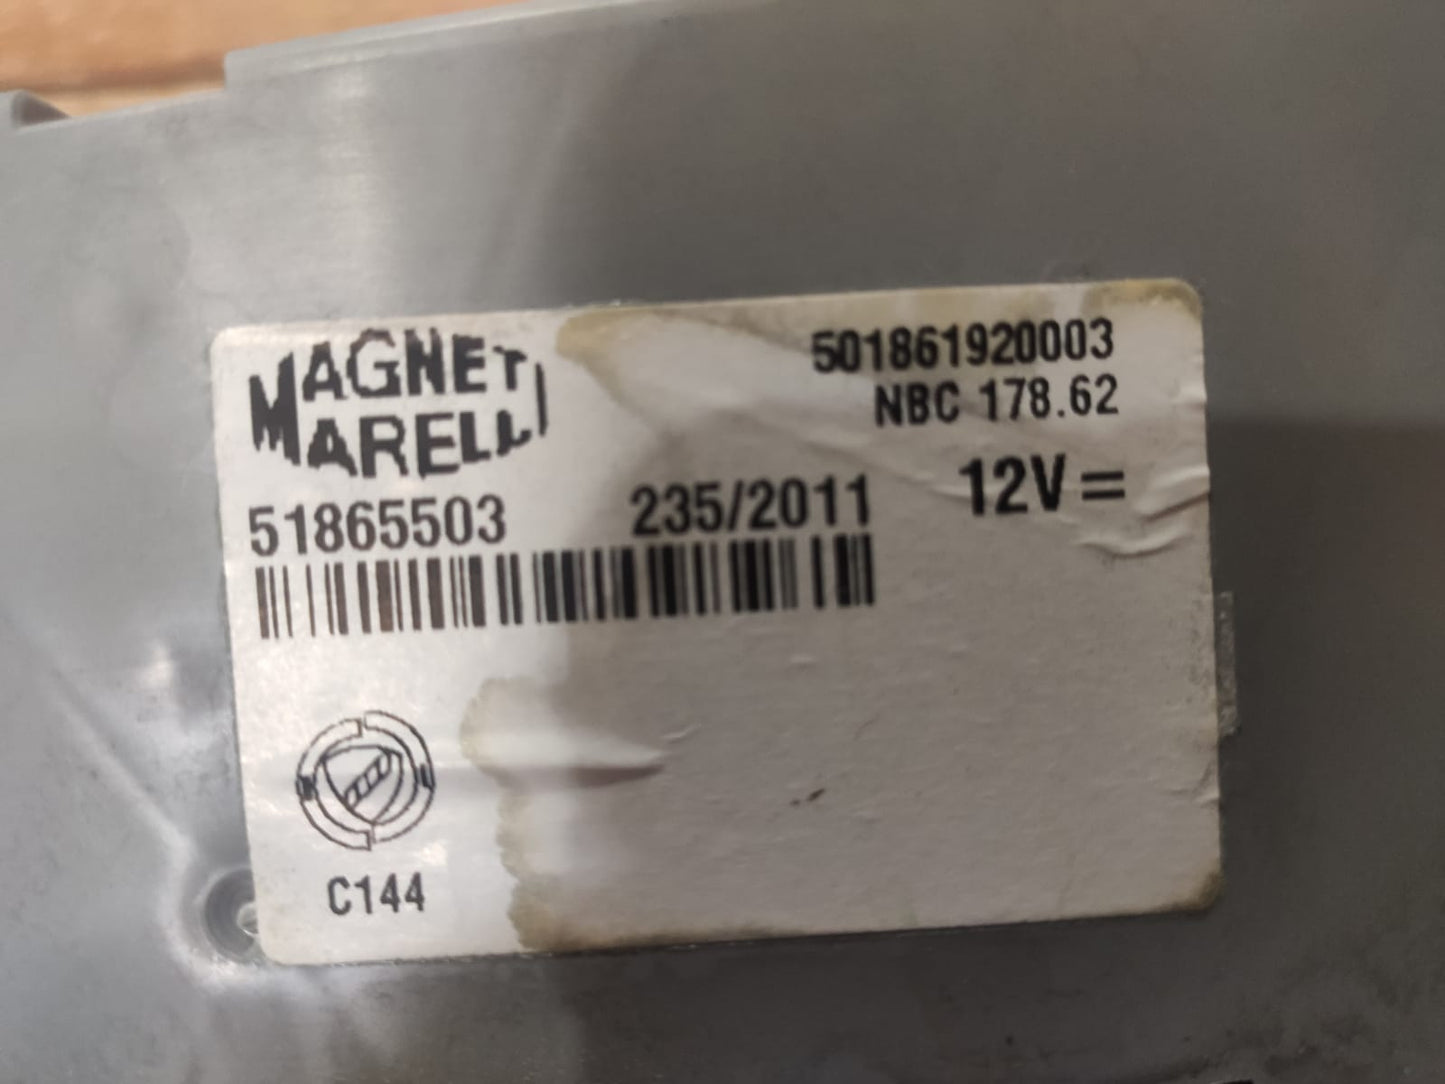 MAGNETI
MARELLI
501861920003
NBC 178.62
51865503
235/2011
12V =
C144